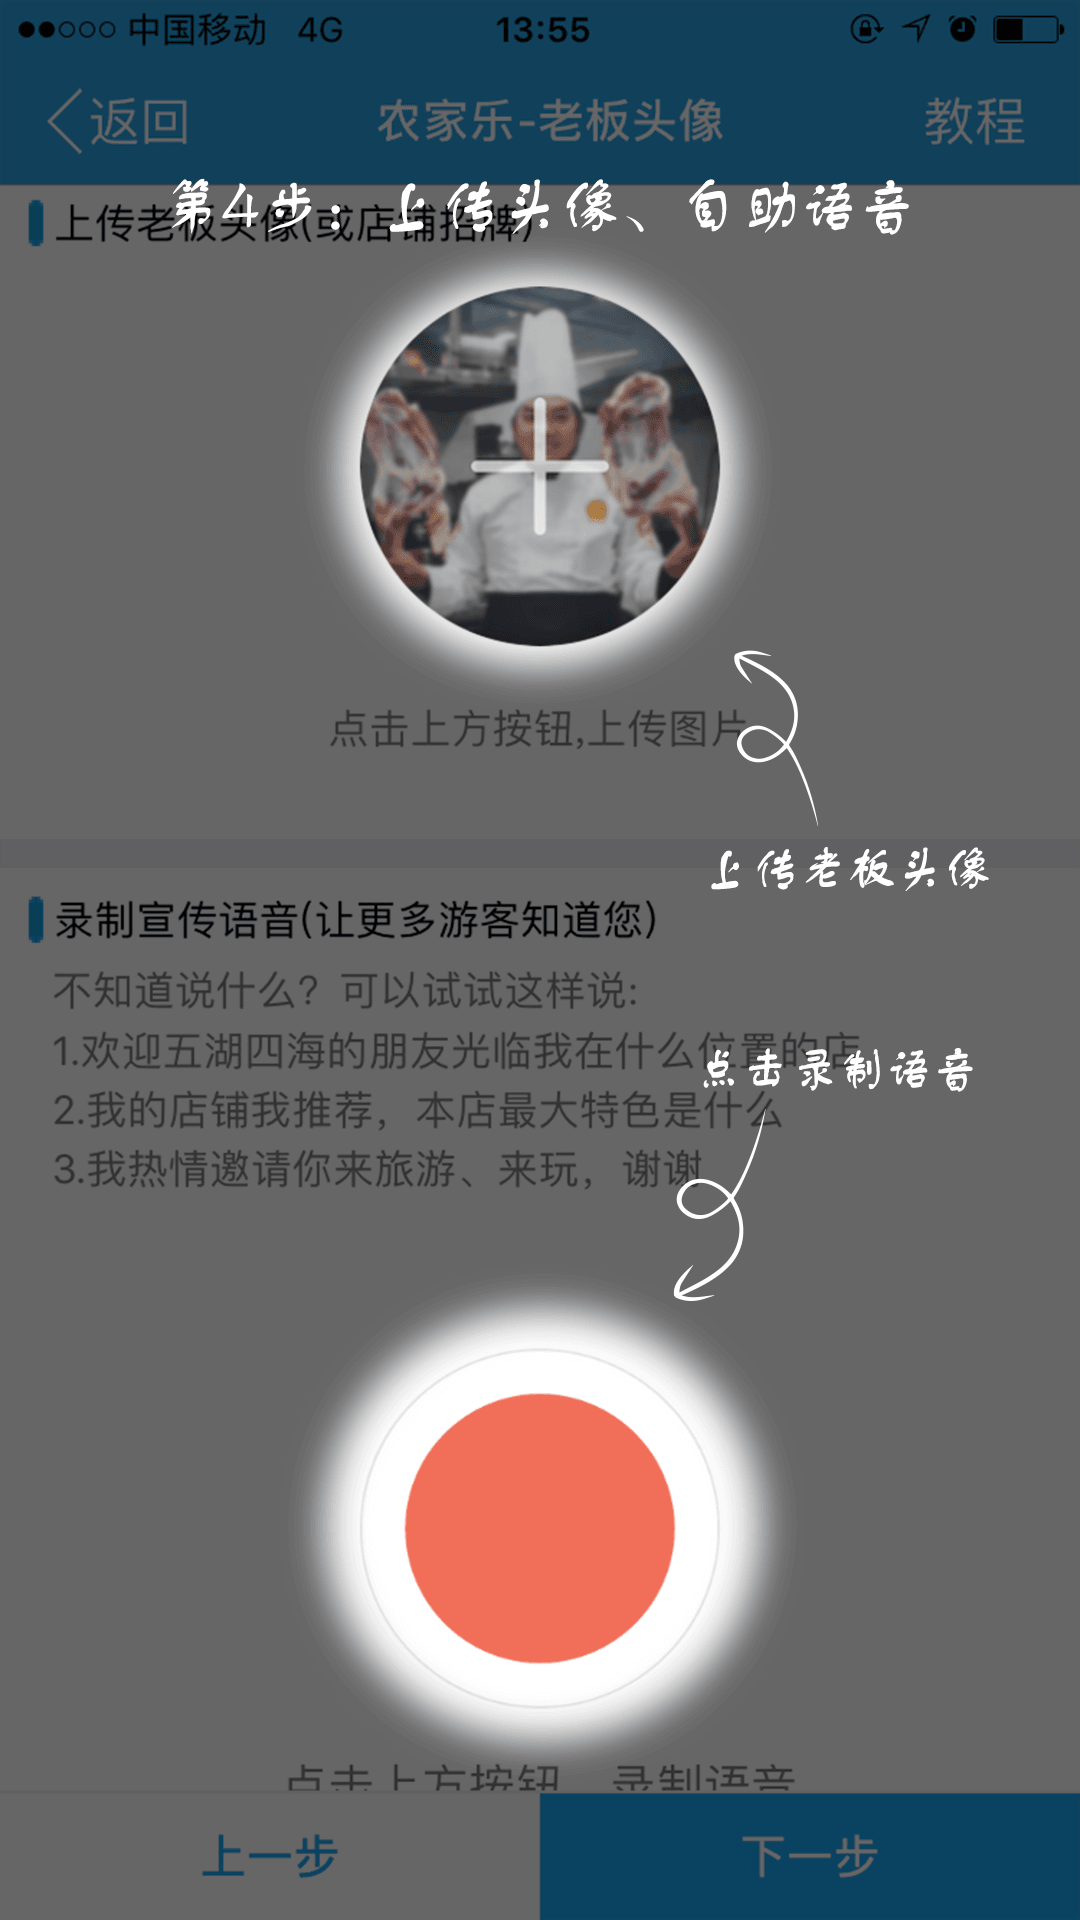 中国移动 4G 13:55
返回 农家乐-老板头像 教程
第4步：上传头像、自助语音
上传老板头像(或店铺招牌)
点击上方按钮,上传图片
上传老板头像
录制宣传语音(让更多游客知道您)
不知道说什么？可以试试这样说:
1.欢迎五湖四海的朋友光临我在什么位置的店
点击录制语音
2.我的店铺我推荐，本店最大特色是什么
3.我热情邀请你来旅游、来玩，谢谢
点击上方按钮，录制语音
上一步 下一步